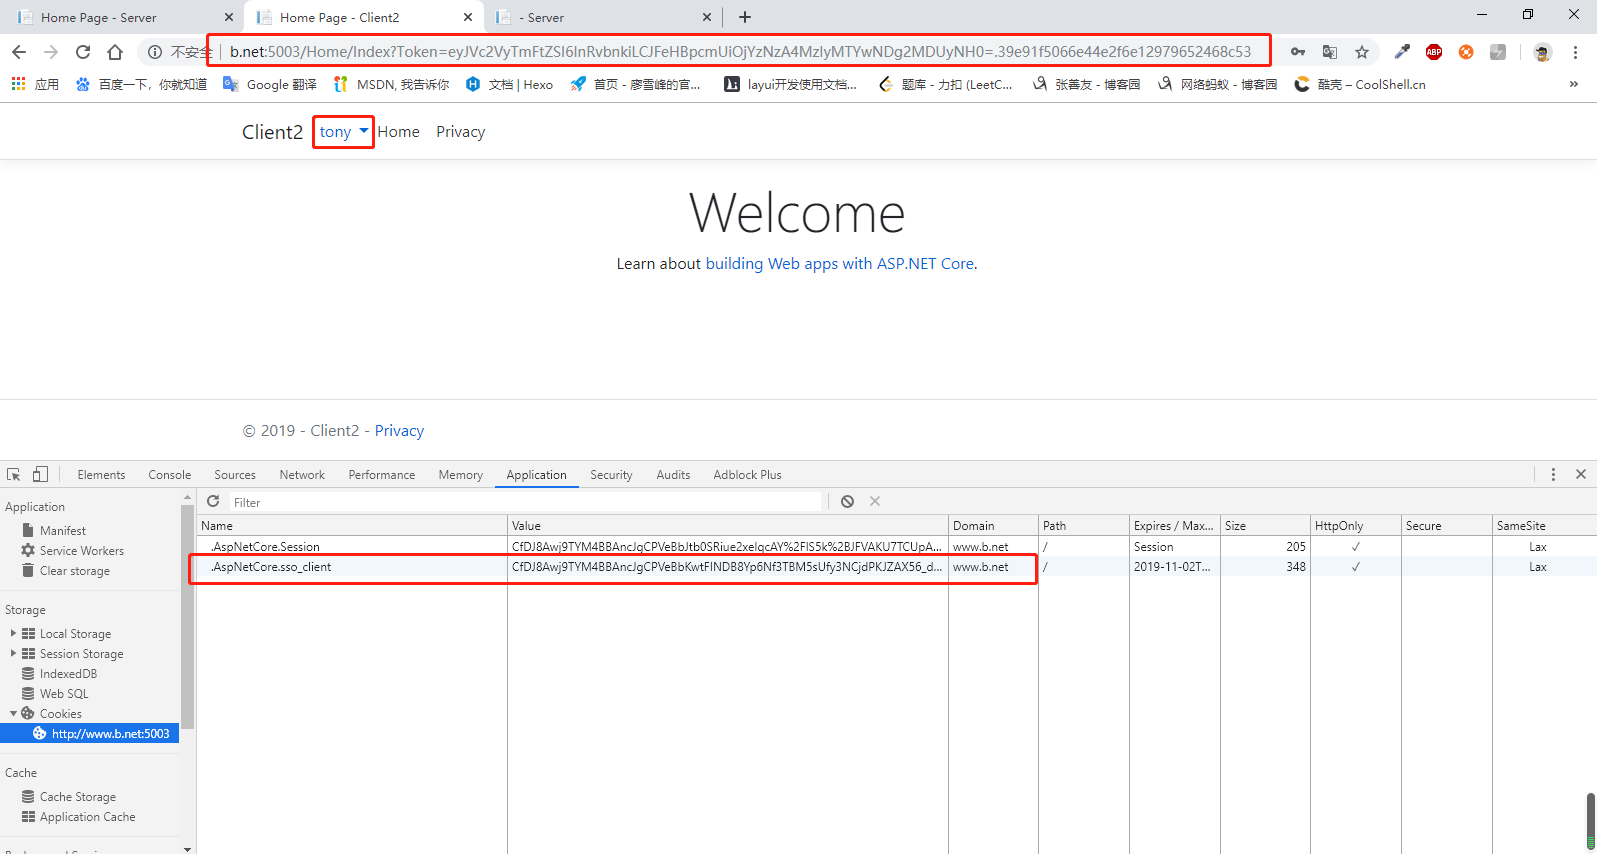 Home Page - Server
Home Page - Client2
- Server
不安全 b.net:5003/Home/Index?Token=eyJVc2VyTmFtZSI6InRvbnkiLCJFeHBpcmUiOjYzNzA4MzIyMTYwNDg2MDUyNH0=.39e91f5066e44e2f6e12979652468c53
应用 百度一下，你就知道 Google 翻译 MSDN, 我告诉你 文档 | Hexo 首页 - 廖雪峰的官... layui开发使用文档... 题库 - 力扣 (LeetC... 张善友 - 博客园 网络蚂蚁 - 博客园 酷壳 – CoolShell.cn »
Client2 tony Home Privacy
Welcome
Learn about building Web apps with ASP.NET Core.
© 2019 - Client2 - Privacy
Elements Console Sources Network Performance Memory Application Security Audits Adblock Plus
Application
Manifest
Service Workers
Clear storage
Storage
Local Storage
Session Storage
IndexedDB
Web SQL
Cookies
http://www.b.net:5003
Cache
Cache Storage
Application Cache
Filter
Name Value Domain Path Expires / Max... Size HttpOnly Secure SameSite
.AspNetCore.Session CfDJ8Awj9TYM4BBAncJgCPVeBbJtb0SRiue2xelqcAY%2FIS5k%2BJFVAKU7TCUpA... www.b.net / Session 205 ✓ Lax
.AspNetCore.sso_client CfDJ8Awj9TYM4BBAncJgCPVeBbKwtFINDB8Yp6Nf3TBM5sUfy3NCjdPKJZAX56_d... www.b.net / 2019-11-02T... 348 ✓ Lax